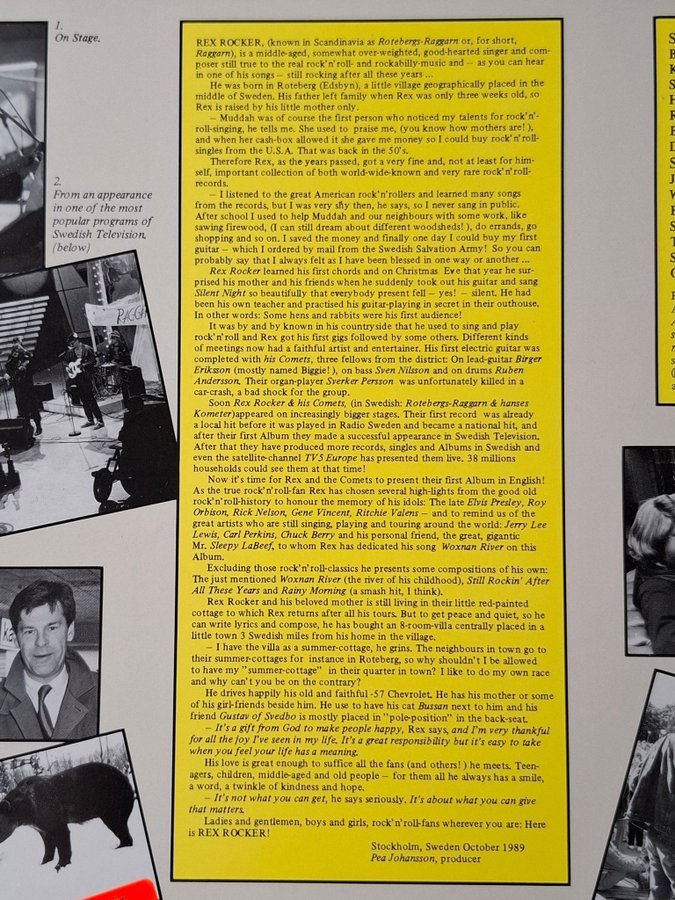 1.
On Stage.
2.
From an appearance
in one of the most
popular programs of
Swedish Television.
(below)
RAGGA
REX ROCKER, (known in Scandinavia as Rotebergs-Raggarn or, for short,
Raggarn), is a middle-aged, somewhat over-weighted, good-hearted singer and com-
poser still true to the real rock'n'roll- and rockabilly-music and – as you can hear
in one of his songs – still rocking after all these years ...
He was born in Roteberg (Edsbyn), a little village geographically placed in the
middle of Sweden. His father left family when Rex was only three weeks old, so
Rex is raised by his little mother only.
– Muddah was of course the first person who noticed my talents for rock'n'-
roll-singing, he tells me. She used to praise me, (you know how mothers are! ),
and when her cash-box allowed it she gave me money so I could buy rock'n'roll-
singles from the U.S.A. That was back in the 50's.
Therefore Rex, as the years passed, got a very fine and, not at least for him-
self, important collection of both world-wide-known and very rare rock'n'roll-
records.
– I listened to the great American rock'n'rollers and learned many songs
from the records, but I was very shy then, he says, so I never sang in public.
After school I used to help Muddah and our neighbours with some work, like
sawing firewood, (I can still dream about different woodsheds! ), do errands, go
shopping and so on. I saved the money and finally one day I could buy my first
guitar – which I ordered by mail from the Swedish Salvation Army! So you can
probably say that I always felt as I have been blessed in one way or another ...
Rex Rocker learned his first chords and on Christmas Eve that year he sur-
prised his mother and his friends when he suddenly took out his guitar and sang
Silent Night so beautifully that everybody present fell – yes! – silent. He had
been his own teacher and practised his guitar-playing in secret in their outhouse.
In other words: Some hens and rabbits were his first audience!
It was by and by known in his countryside that he used to sing and play
rock'n'roll and Rex got his first gigs followed by some others. Different kinds
of meetings now had a faithful artist and entertainer. His first electric guitar was
completed with his Comets, three fellows from the district: On lead-guitar Birger
Eriksson (mostly named Biggie! ), on bass Sven Nilsson and on drums Ruben
Andersson. Their organ-player Sverker Persson was unfortunately killed in a
car-crash, a bad shock for the group.
Soon Rex Rocker & his Comets, (in Swedish: Rotebergs-Raggarn & hanses
Kometer)appeared on increasingly bigger stages. Their first record was already
a local hit before it was played in Radio Sweden and became a national hit, and
after their first Album they made a successful appearance in Swedish Television.
After that they have produced more records, singles and Albums in Swedish and
even the satellite-channel TV5 Europe has presented them live. 38 millions
households could see them at that time!
Now it's time for Rex and the Comets to present their first Album in English!
As the true rock'n'roll-fan Rex has chosen several high-lights from the good old
rock'n'roll-history to honour the memory of his idols: The late Elvis Presley, Roy
Orbison, Rick Nelson, Gene Vincent, Ritchie Valens – and to remind us of the
great artists who are still singing, playing and touring around the world: Jerry Lee
Lewis, Carl Perkins, Chuck Berry and his personal friend, the great, gigantic
Mr. Sleepy LaBeef, to whom Rex has dedicated his song Woxnan River on this
Album.
Excluding those rock'n'roll-classics he presents some compositions of his own:
The just mentioned Woxnan River (the river of his childhood), Still Rockin' After
All These Years and Rainy Morning (a smash hit, I think).
Rex Rocker and his beloved mother is still living in their little red-painted
cottage to which Rex returns after all his tours. But to get peace and quiet, so he
can write lyrics and compose, he has bought an 8-room-villa centrally placed in a
little town 3 Swedish miles from his home in the village.
– I have the villa as a summer-cottage, he grins. The neighbours in town go to
their summer-cottages for instance in Roteberg, so why shouldn't I be allowed
to have my "summer-cottage" in their quarter in town? I like to do my own race
and why can't you be on the contrary?
He drives happily his old and faithful -57 Chevrolet. He has his mother or some
of his girl-friends beside him. He use to have his cat Bussan next to him and his
friend Gustav of Svedbo is mostly placed in "pole-position" in the back-seat.
– It's a gift from God to make people happy, Rex says, and I'm very thankful
for all the joy I've seen in my life. It's a great responsibility but it's easy to take
when you feel your life has a meaning.
His love is great enough to suffice all the fans (and others! ) he meets. Teen-
agers, children, middle-aged and old people – for them all he always has a smile,
a word, a twinkle of kindness and hope.
– It's not what you can get, he says seriously. It's about what you can give
that matters.
Ladies and gentlemen, boys and girls, rock'n'roll-fans wherever you are: Here
is REX ROCKER!
Stockholm, Sweden October 1989
Pea Johansson, producer